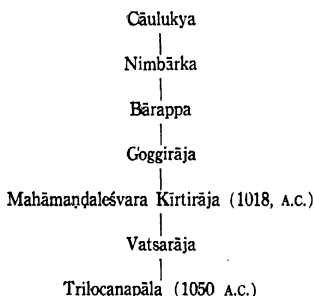 Cāulukya
Nimbārka
Bārappa
Goggirāja
Mahāmaṇḍaleśvara Kīrtirāja (1018, A.C.)
Vatsarāja
Trilocanapāla (1050 A.C.)